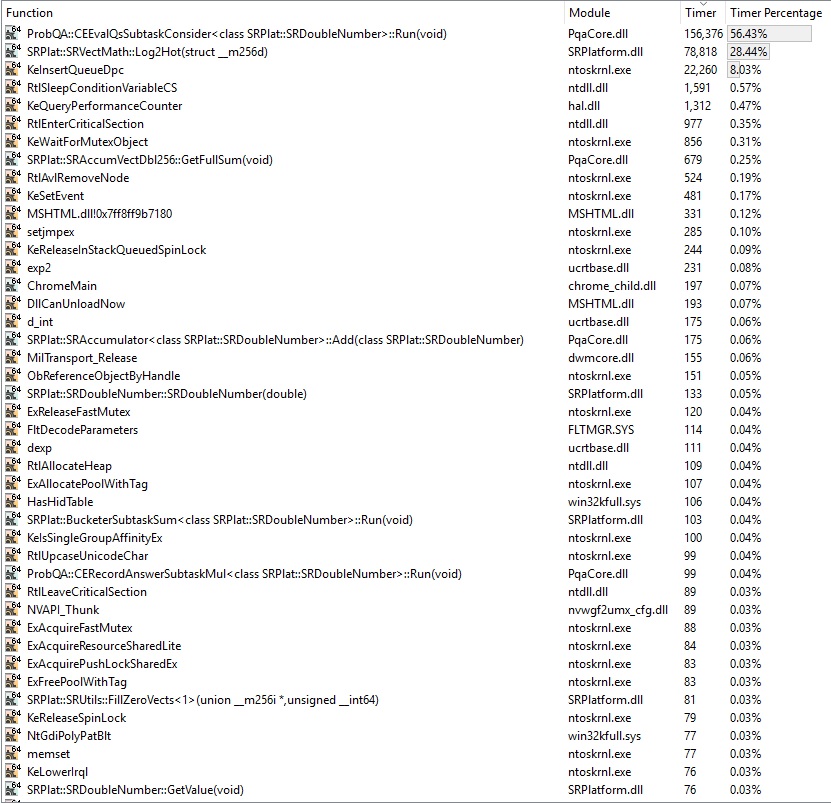 Function Module Timer Timer Percentage
ProbQA::CEEvalQsSubtaskConsider<class SRPlat::SRDoubleNumber>::Run(void) PqaCore.dll 156,376 56.43%
SRPlat::SRVectMath::Log2Hot(struct __m256d) SRPlatform.dll 78,818 28.44%
KeInsertQueueDpc ntoskrnl.exe 22,260 8.03%
RtlSleepConditionVariableCS ntdll.dll 1,591 0.57%
KeQueryPerformanceCounter hal.dll 1,312 0.47%
RtlEnterCriticalSection ntdll.dll 977 0.35%
KeWaitForMutexObject ntoskrnl.exe 856 0.31%
SRPlat::SRAccumVectDbl256::GetFullSum(void) PqaCore.dll 679 0.25%
RtlAvlRemoveNode ntoskrnl.exe 524 0.19%
KeSetEvent ntoskrnl.exe 481 0.17%
MSHTML.dll!0x7ff8ff9b7180 MSHTML.dll 331 0.12%
setjmpex ntoskrnl.exe 285 0.10%
KeReleaseInStackQueuedSpinLock ntoskrnl.exe 244 0.09%
exp2 ucrtbase.dll 231 0.08%
ChromeMain chrome_child.dll 197 0.07%
DllCanUnloadNow MSHTML.dll 193 0.07%
d_int ucrtbase.dll 175 0.06%
SRPlat::SRAccumulator<class SRPlat::SRDoubleNumber>::Add(class SRPlat::SRDoubleNumber) PqaCore.dll 175 0.06%
MilTransport_Release dwmcore.dll 155 0.06%
ObReferenceObjectByHandle ntoskrnl.exe 151 0.05%
SRPlat::SRDoubleNumber::SRDoubleNumber(double) SRPlatform.dll 133 0.05%
ExReleaseFastMutex ntoskrnl.exe 120 0.04%
FltDecodeParameters FLTMGR.SYS 114 0.04%
dexp ucrtbase.dll 111 0.04%
RtlAllocateHeap ntdll.dll 109 0.04%
ExAllocatePoolWithTag ntoskrnl.exe 107 0.04%
HasHidTable win32kfull.sys 106 0.04%
SRPlat::BucketerSubtaskSum<class SRPlat::SRDoubleNumber>::Run(void) SRPlatform.dll 103 0.04%
KeIsSingleGroupAffinityEx ntoskrnl.exe 100 0.04%
RtlUpcaseUnicodeChar ntoskrnl.exe 99 0.04%
ProbQA::CERecordAnswerSubtaskMul<class SRPlat::SRDoubleNumber>::Run(void) PqaCore.dll 99 0.04%
RtlLeaveCriticalSection ntdll.dll 89 0.03%
NVAPI_Thunk nvwgf2umx_cfg.dll 89 0.03%
ExAcquireFastMutex ntoskrnl.exe 88 0.03%
ExAcquireResourceSharedLite ntoskrnl.exe 84 0.03%
ExAcquirePushLockSharedEx ntoskrnl.exe 83 0.03%
ExFreePoolWithTag ntoskrnl.exe 83 0.03%
SRPlat::SRUtils::FillZeroVects<1>(union __m256i *,unsigned __int64) SRPlatform.dll 81 0.03%
KeReleaseSpinLock ntoskrnl.exe 79 0.03%
NtGdiPolyPatBlt win32kfull.sys 77 0.03%
memset ntoskrnl.exe 77 0.03%
KeLowerIrql ntoskrnl.exe 76 0.03%
SRPlat::SRDoubleNumber::GetValue(void) SRPlatform.dll 76 0.03%